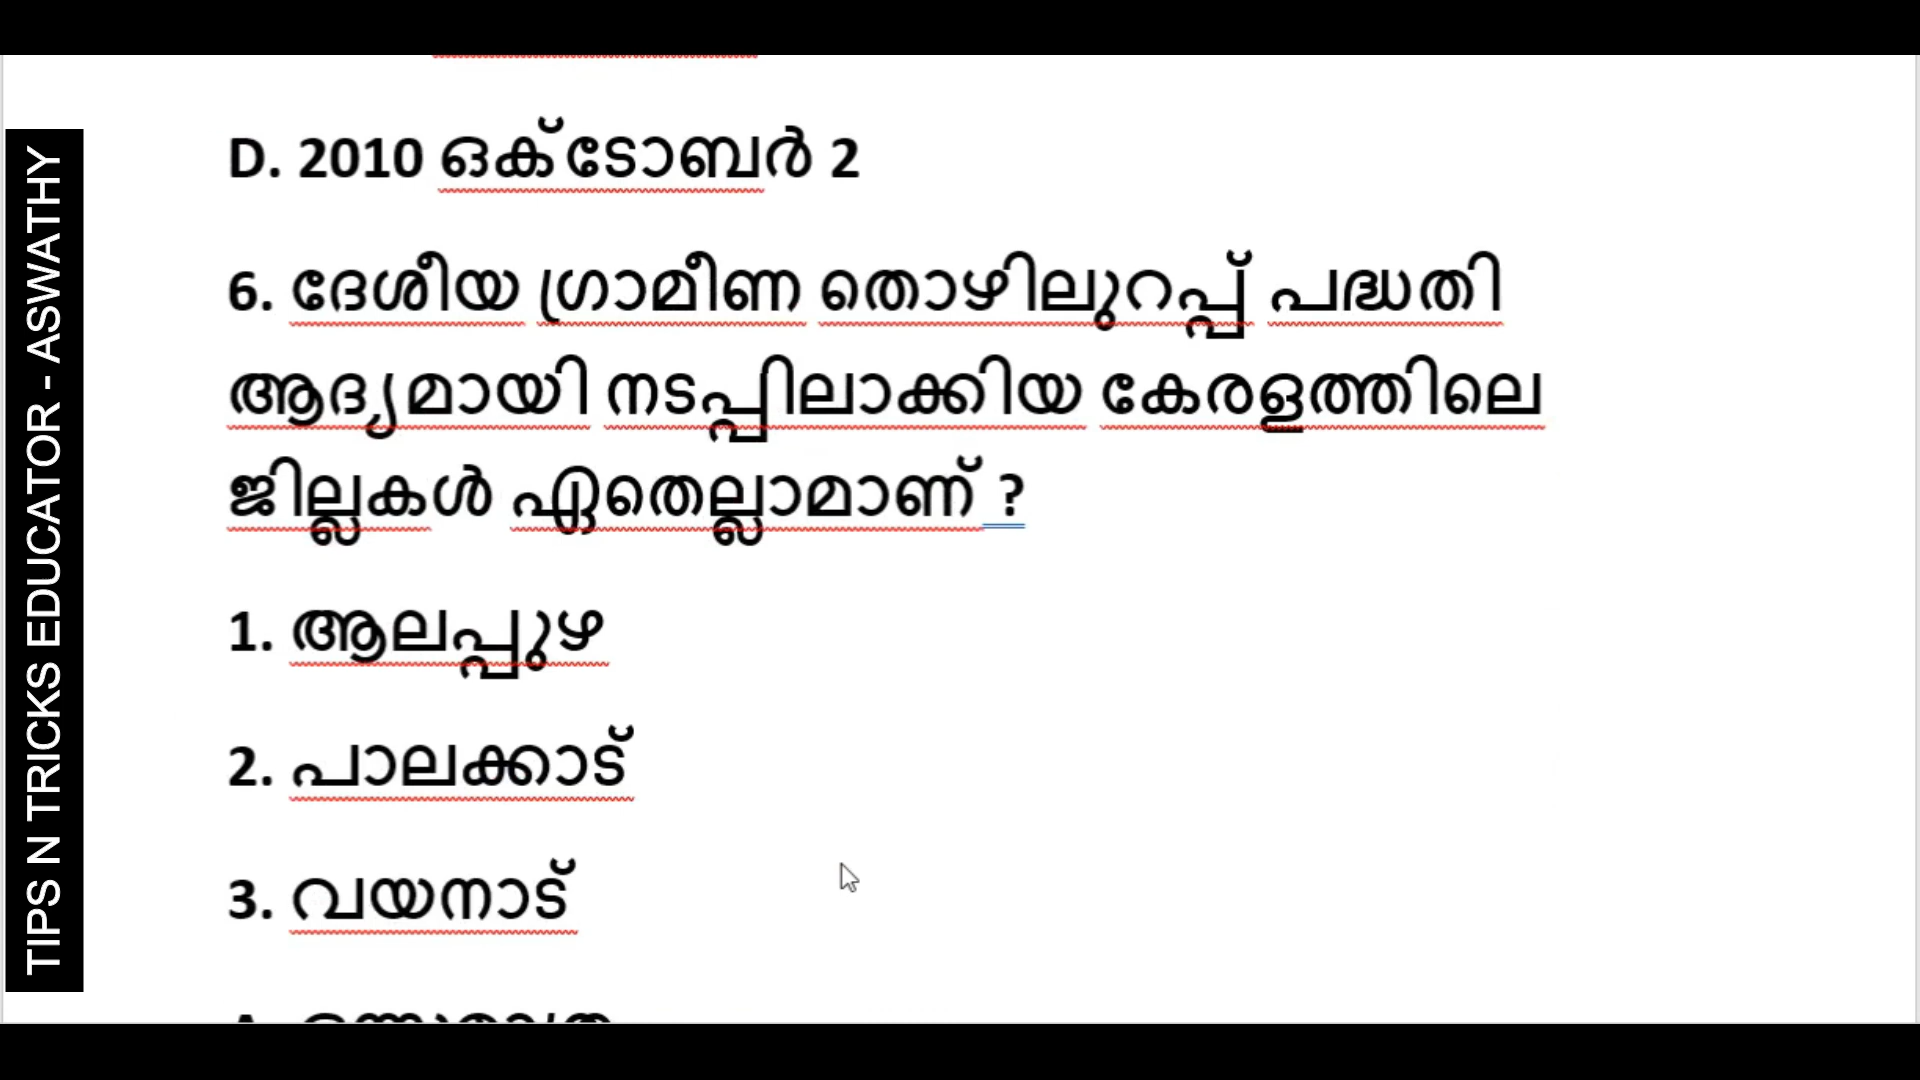 TIPS N TRICKS EDUCATOR - ASWATHY
D. 2010 ഒക്ടോബർ 2
6. ദേശീയ ഗ്രാമീണ തൊഴിലുറപ്പ് പദ്ധതി
ആദ്യമായി നടപ്പിലാക്കിയ കേരളത്തിലെ
ജില്ലകൾ ഏതെല്ലാമാണ് ?
1. ആലപ്പുഴ
2. പാലക്കാട്
3. വയനാട്